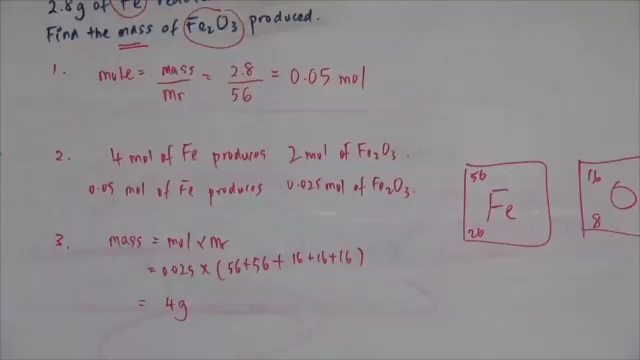 2.8g of Fe
Find the mass of Fe2O3 produced.
1. mole = mass/mr = 2.8/56 = 0.05 mol
2. 4 mol of Fe produces 2 mol of Fe2O3.
0.05 mol of Fe produces 0.025 mol of Fe2O3.
3. mass = mol × mr
= 0.025 × (56+56+16+16+16)
= 4g
56
Fe
26
16
O
8